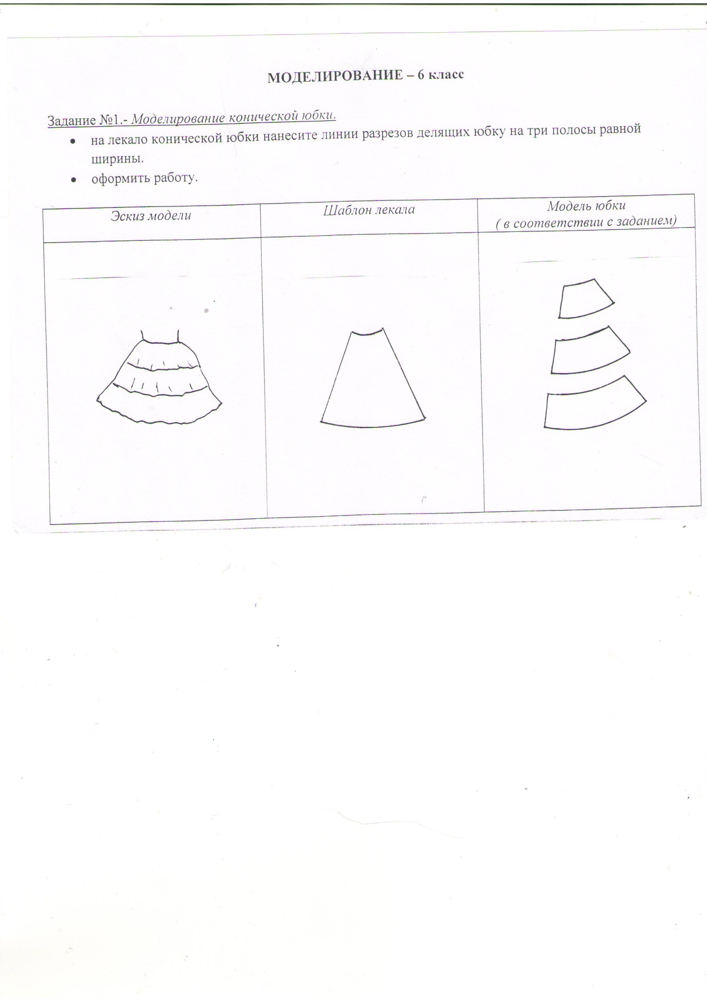 МОДЕЛИРОВАНИЕ – 6 класс
Задание №1.- Моделирование конической юбки.
• на лекало конической юбки нанесите линии разрезов делящих юбку на три полосы равной
ширины.
• оформить работу.
Эскиз модели
Шаблон лекала
Модель юбки
( в соответствии с заданием)